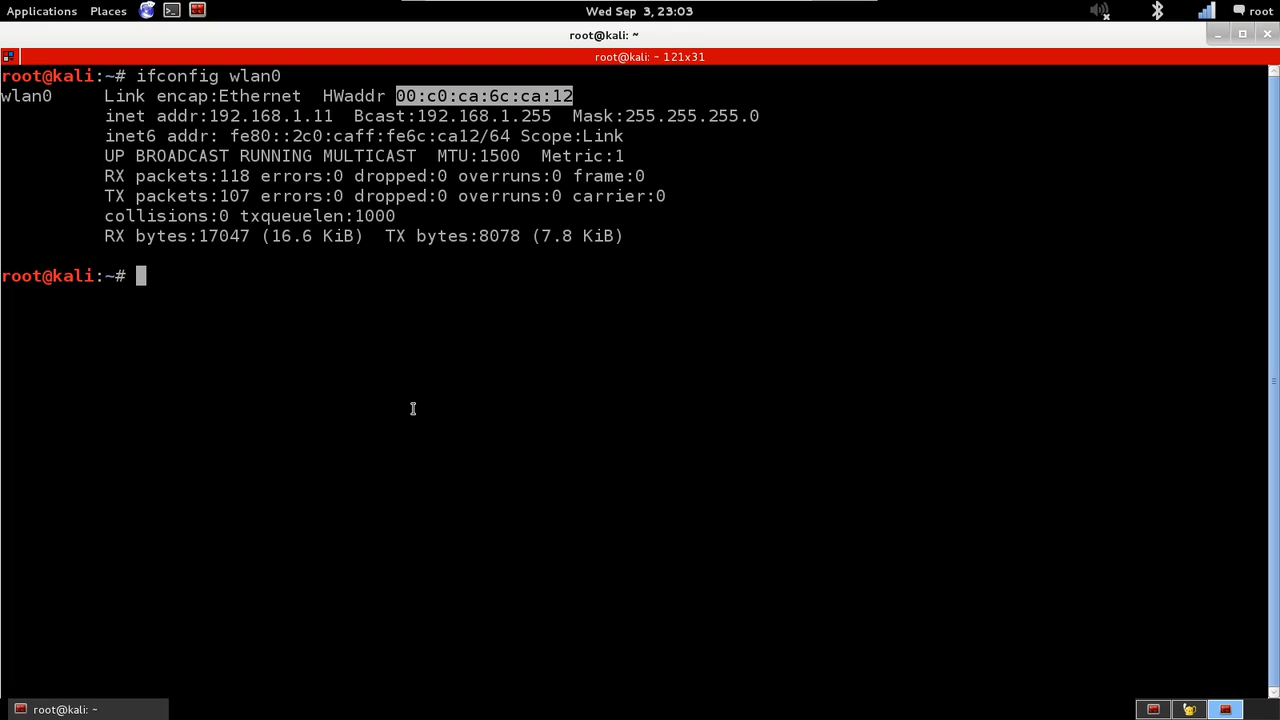 Applications Places Wed Sep 3, 23:03 root
root@kali: ~
root@kali: ~ 121x31
root@kali:~# ifconfig wlan0
wlan0 Link encap:Ethernet HWaddr 00:c0:ca:6c:ca:12
inet addr:192.168.1.11 Bcast:192.168.1.255 Mask:255.255.255.0
inet6 addr: fe80::2c0:caff:fe6c:ca12/64 Scope:Link
UP BROADCAST RUNNING MULTICAST MTU:1500 Metric:1
RX packets:118 errors:0 dropped:0 overruns:0 frame:0
TX packets:107 errors:0 dropped:0 overruns:0 carrier:0
collisions:0 txqueuelen:1000
RX bytes:17047 (16.6 KiB) TX bytes:8078 (7.8 KiB)
root@kali:~#
root@kali: ~